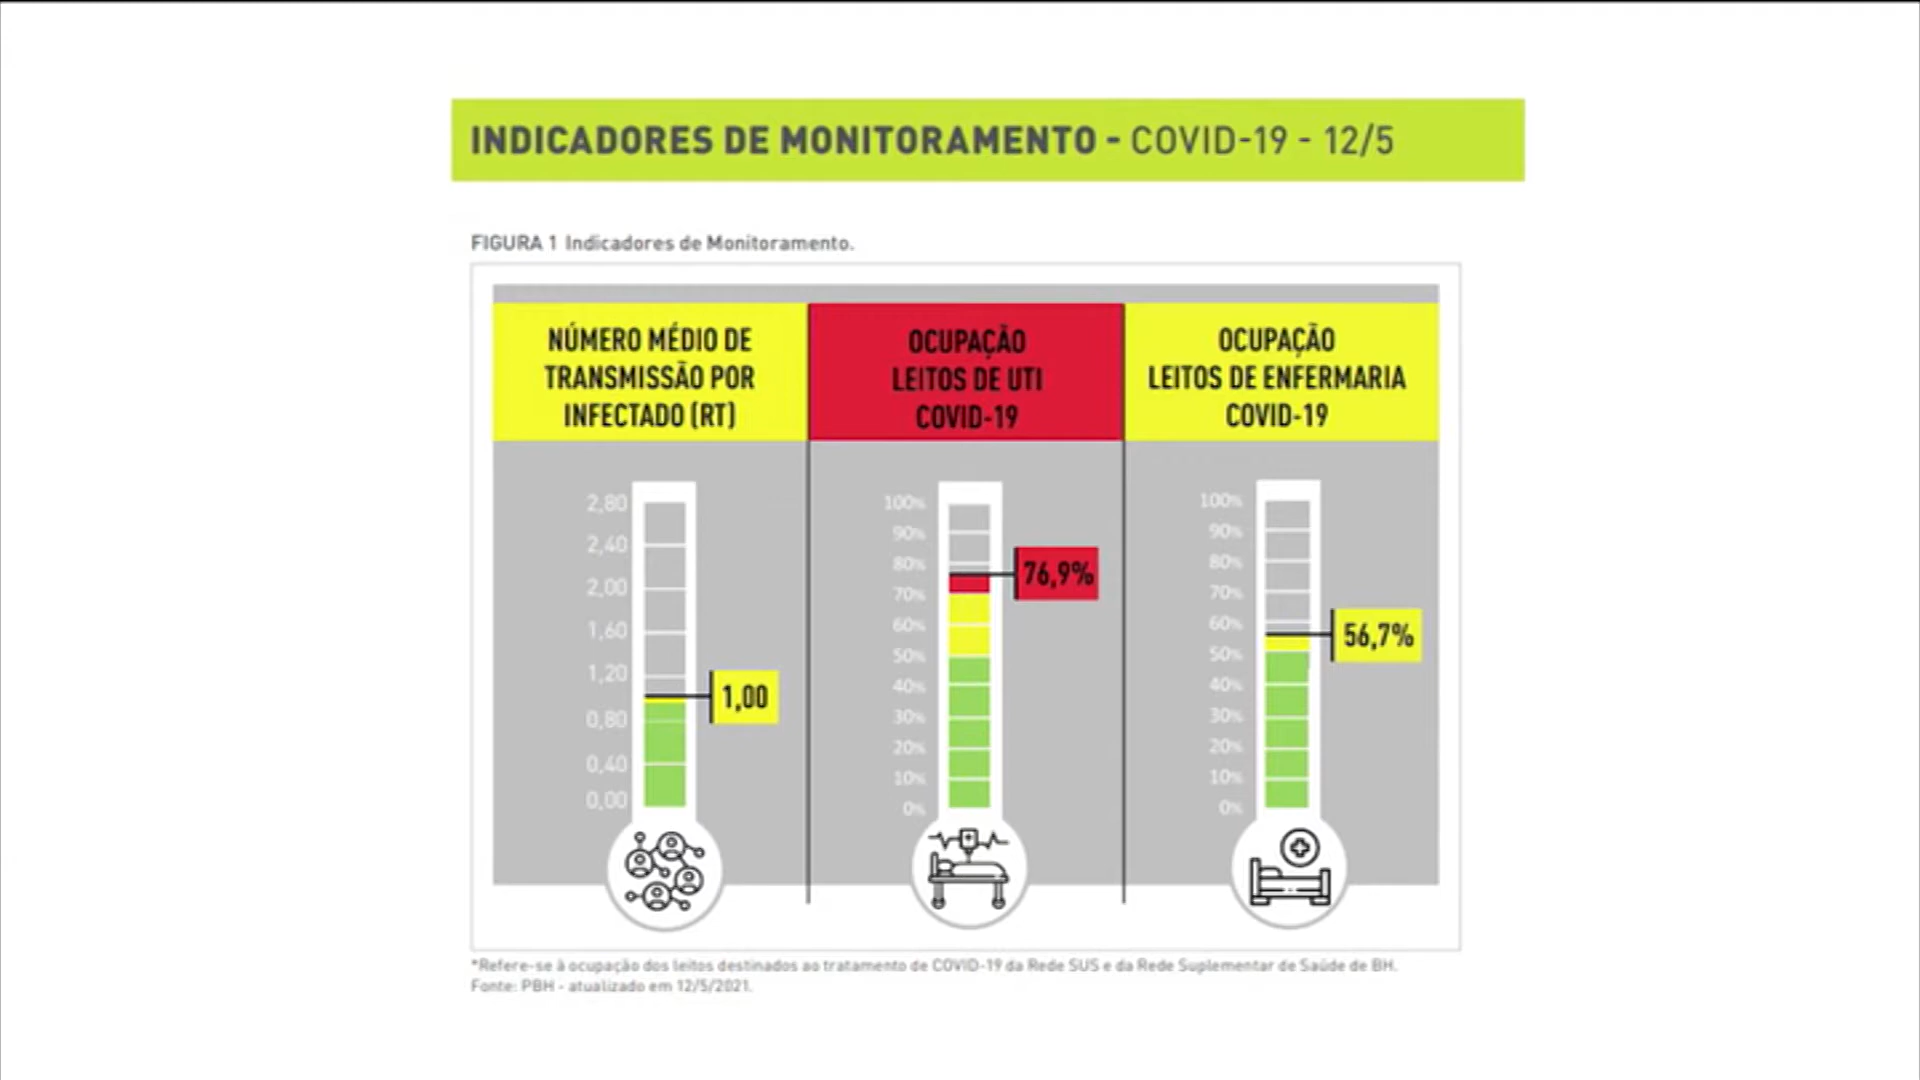 INDICADORES DE MONITORAMENTO - COVID-19 - 12/5
FIGURA 1 Indicadores de Monitoramento.
NÚMERO MÉDIO DE
TRANSMISSÃO POR
INFECTADO (RT)
2,80
2,40
2,00
1,60
1,20
0,80
0,40
0,00
1,00
OCUPAÇÃO
LEITOS DE UTI
COVID-19
100%
90%
80%
70%
60%
50%
40%
30%
20%
10%
0%
76,9%
OCUPAÇÃO
LEITOS DE ENFERMARIA
COVID-19
100%
90%
80%
70%
60%
50%
40%
30%
20%
10%
0%
56,7%
*Refere-se à ocupação dos leitos destinados ao tratamento de COVID-19 da Rede SUS e da Rede Suplementar de Saúde de BH.
Fonte: PBH - atualizado em 12/5/2021.